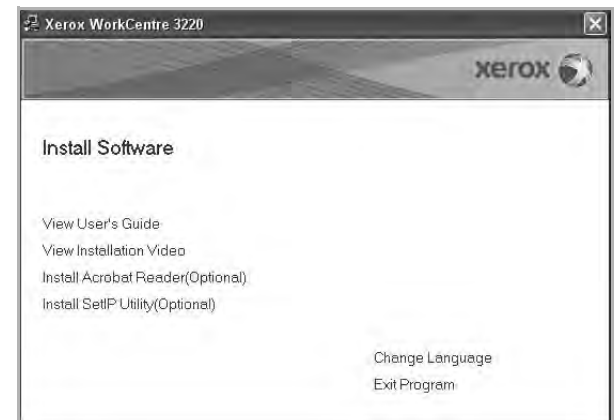 Xerox WorkCentre 3220
xerox
Install Software
View User's Guide
View Installation Video
Install Acrobat Reader(Optional)
Install SetIP Utility(Optional)
Change Language
Exit Program